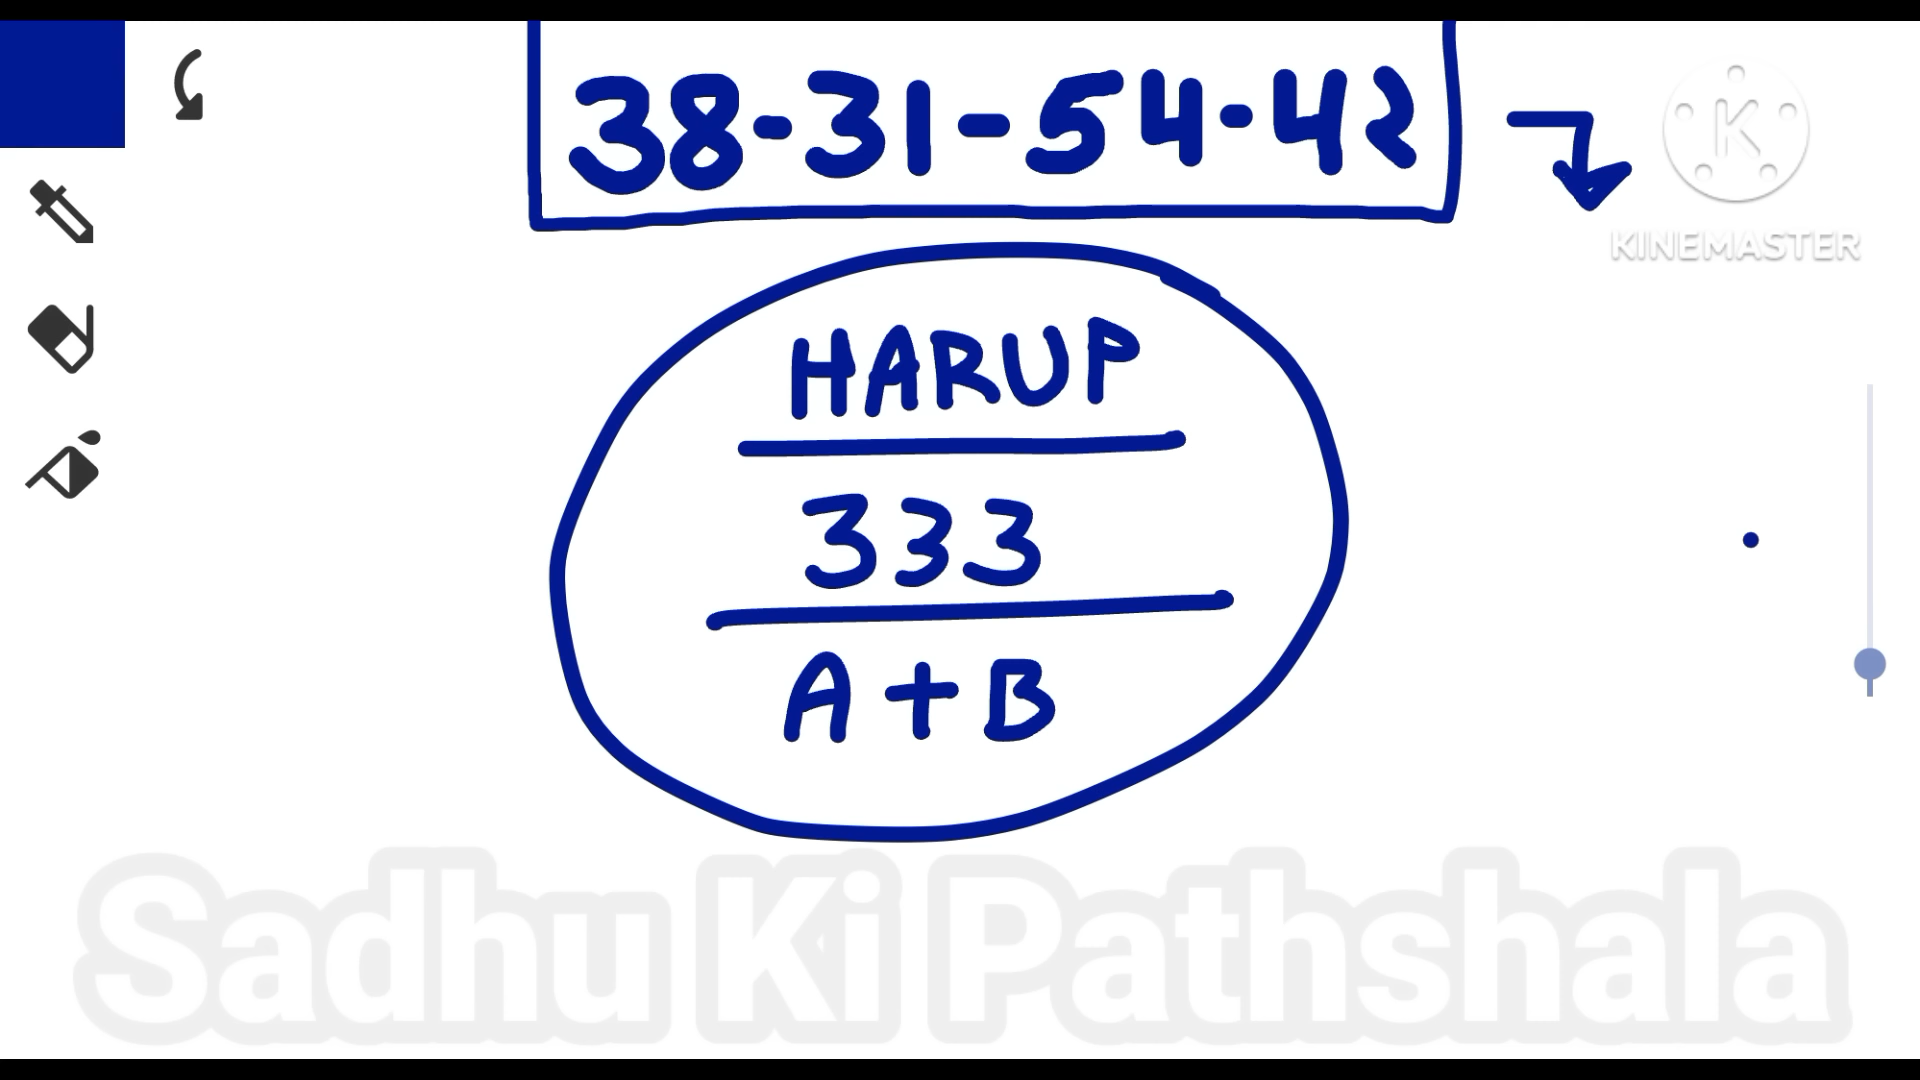 38-31-54-42
KINEMASTER
HARUP
333
A+B
Sadhu Ki Pathshala